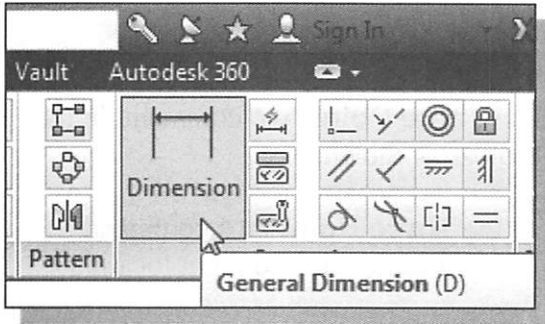 Sign In
Vault Autodesk 360
Dimension
Pattern
General Dimension (D)